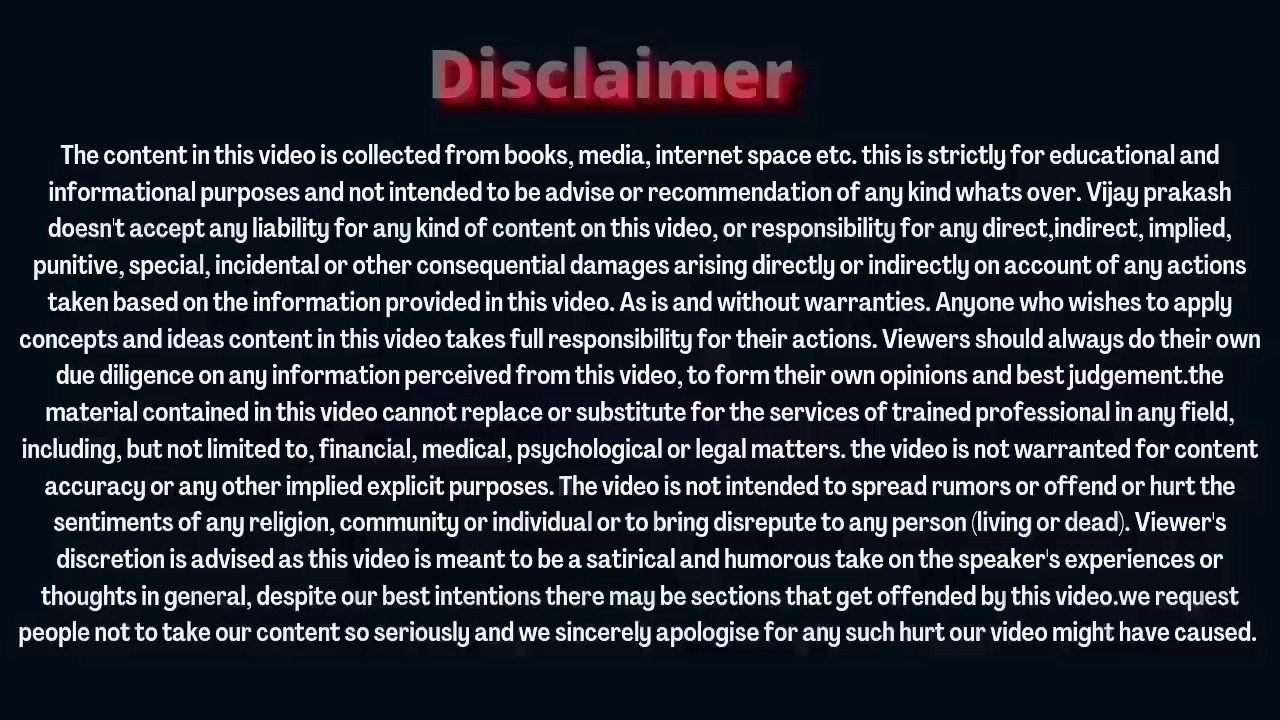 Disclaimer
The content in this video is collected from books, media, internet space etc. this is strictly for educational and
informational purposes and not intended to be advise or recommendation of any kind whats over. Vijay prakash
doesn't accept any liability for any kind of content on this video, or responsibility for any direct,indirect, implied,
punitive, special, incidental or other consequential damages arising directly or indirectly on account of any actions
taken based on the information provided in this video. As is and without warranties. Anyone who wishes to apply
concepts and ideas content in this video takes full responsibility for their actions. Viewers should always do their own
due diligence on any information perceived from this video, to form their own opinions and best judgement.the
material contained in this video cannot replace or substitute for the services of trained professional in any field,
including, but not limited to, financial, medical, psychological or legal matters. the video is not warranted for content
accuracy or any other implied explicit purposes. The video is not intended to spread rumors or offend or hurt the
sentiments of any religion, community or individual or to bring disrepute to any person (living or dead). Viewer's
discretion is advised as this video is meant to be a satirical and humorous take on the speaker's experiences or
thoughts in general, despite our best intentions there may be sections that get offended by this video.we request
people not to take our content so seriously and we sincerely apologise for any such hurt our video might have caused.